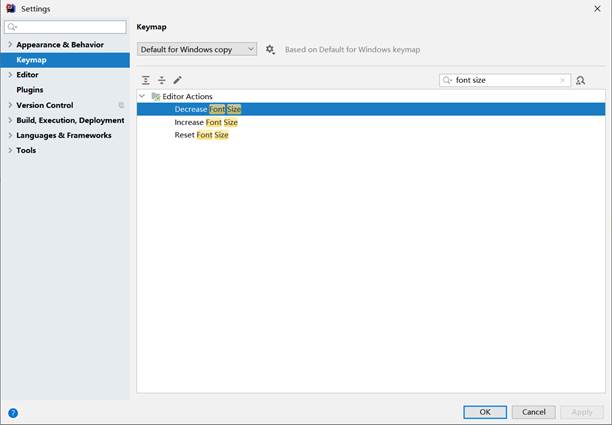 Settings
Appearance & Behavior
Keymap
Editor
Plugins
Version Control
Build, Execution, Deployment
Languages & Frameworks
Tools
Keymap
Default for Windows copy
Based on Default for Windows keymap
font size
Editor Actions
Decrease Font Size
Increase Font Size
Reset Font Size
?
OK
Cancel
Apply